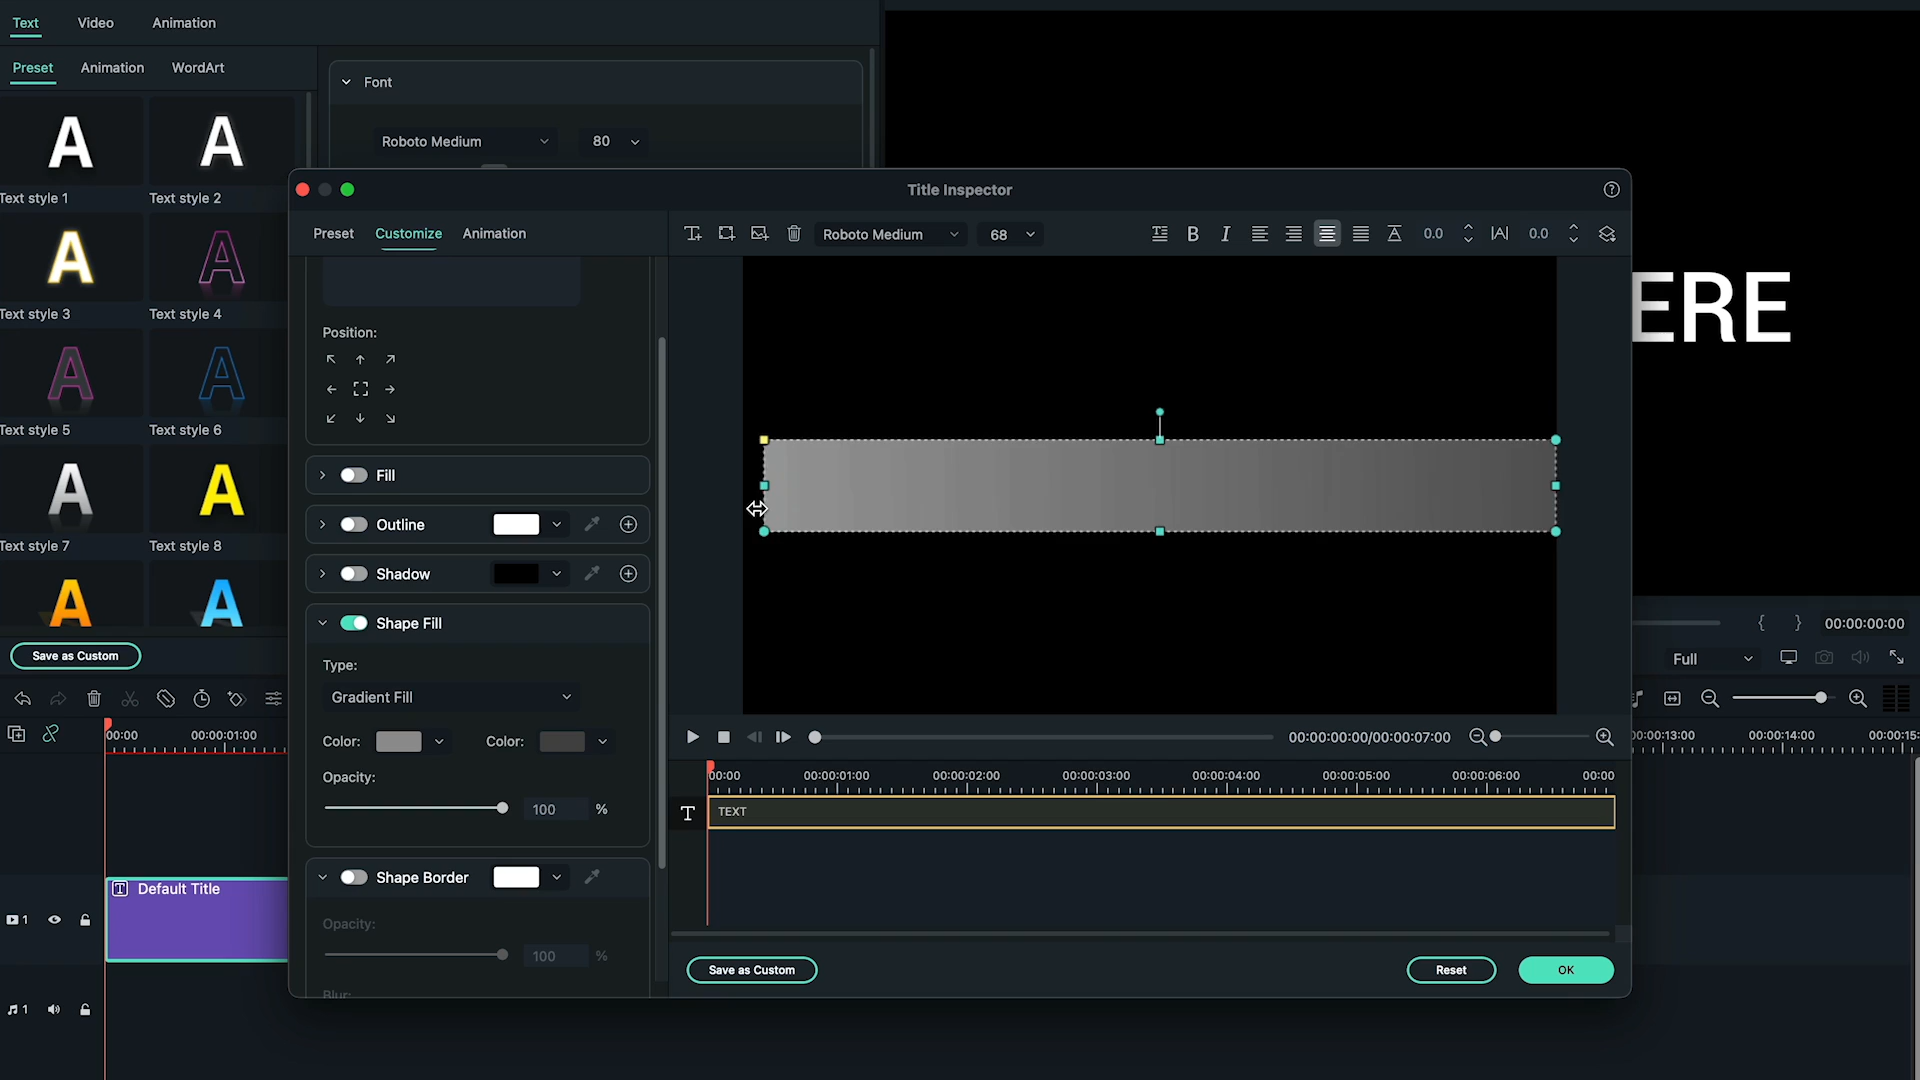 Text Video Animation
Preset Animation WordArt
A A
Text style 1 Text style 2
A A
Text style 3 Text style 4
A A
Text style 5 Text style 6
A A
Text style 7 Text style 8
A A
Save as Custom
Font
Roboto Medium 80
Title Inspector
Preset Customize Animation
Roboto Medium 68 B I 0.0 0.0
Position:
Fill
Outline
Shadow
Shape Fill
Type:
Gradient Fill
Color: Color:
Opacity:
100 %
Shape Border
Opacity:
100 %
Blur:
ERE
00:00:00:00/00:00:07:00
00:00 00:00:01:00 00:00:02:00 00:00:03:00 00:00:04:00 00:00:05:00 00:00:06:00 00:00
T TEXT
Save as Custom Reset OK
{ } 00:00:00:00
Full
00:00 00:00:01:00
00:00:13:00 00:00:14:00 00:00:15:
T Default Title
1
1